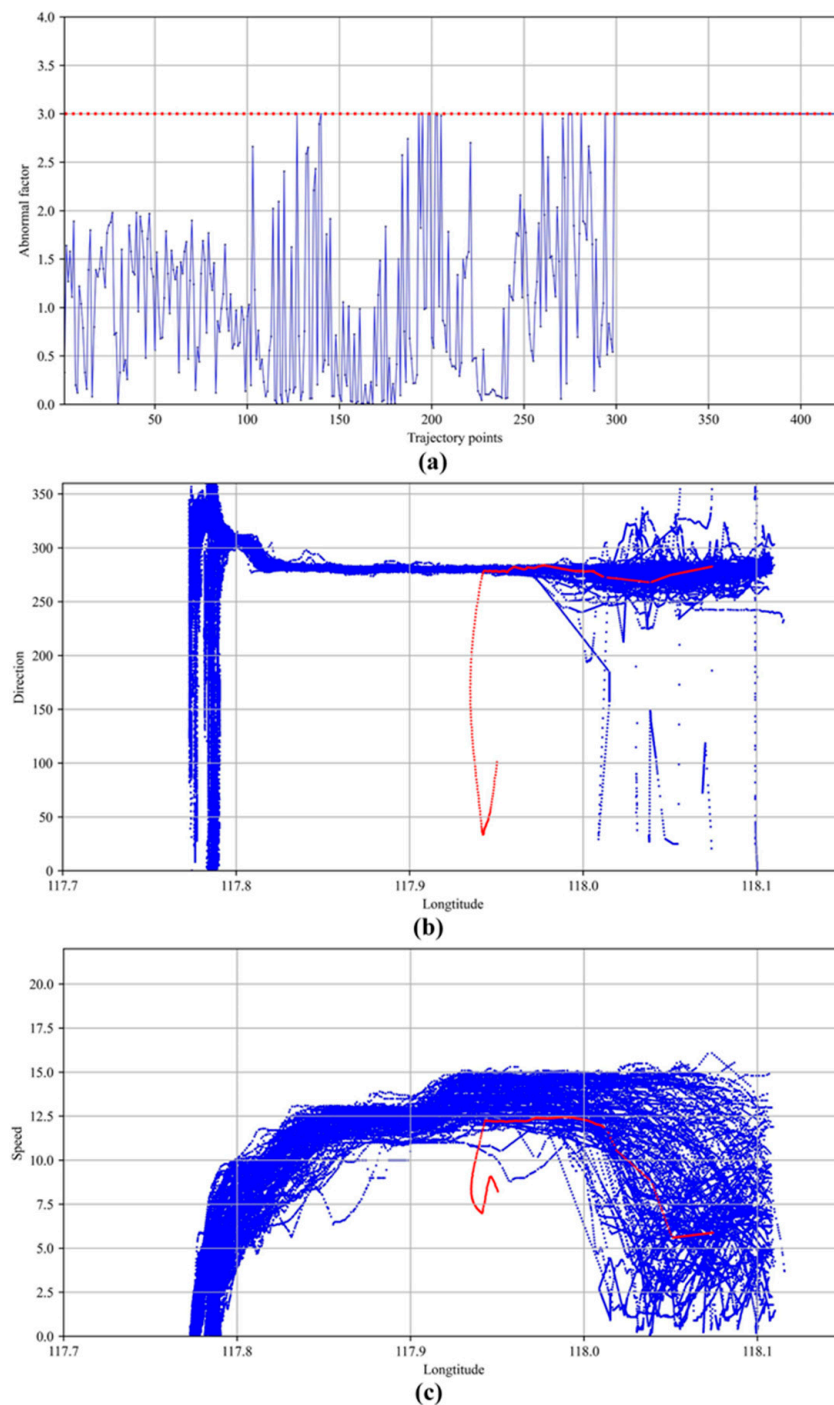 4.0
3.5
3.0
2.5
2.0
1.5
1.0
0.5
0.0
Abnormal factor
50 100 150 200 250 300 350 400
Trajectory points
(a)
350
300
250
200
150
100
50
0
Direction
117.7 117.8 117.9 118.0 118.1
Longtitude
(b)
20.0
17.5
15.0
12.5
10.0
7.5
5.0
2.5
0.0
Speed
117.7 117.8 117.9 118.0 118.1
Longtitude
(c)